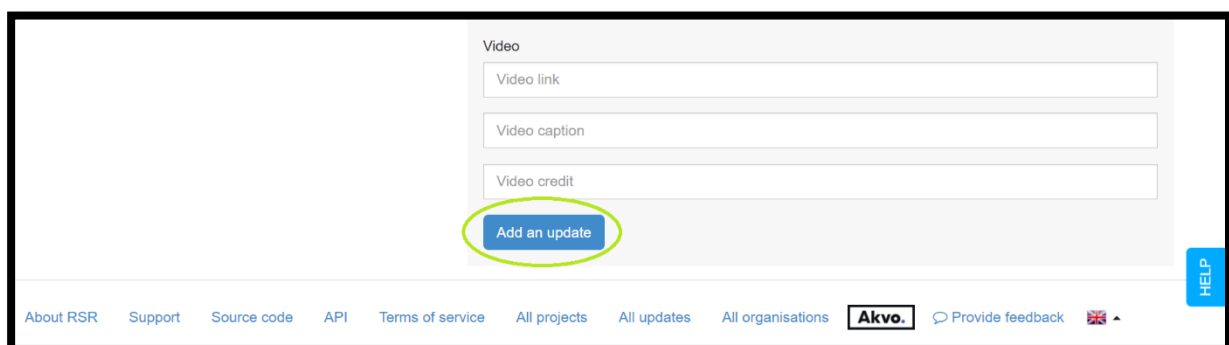 Video
Video link
Video caption
Video credit
Add an update
HELP
About RSR Support Source code API Terms of service All projects All updates All organisations Akvo. Provide feedback